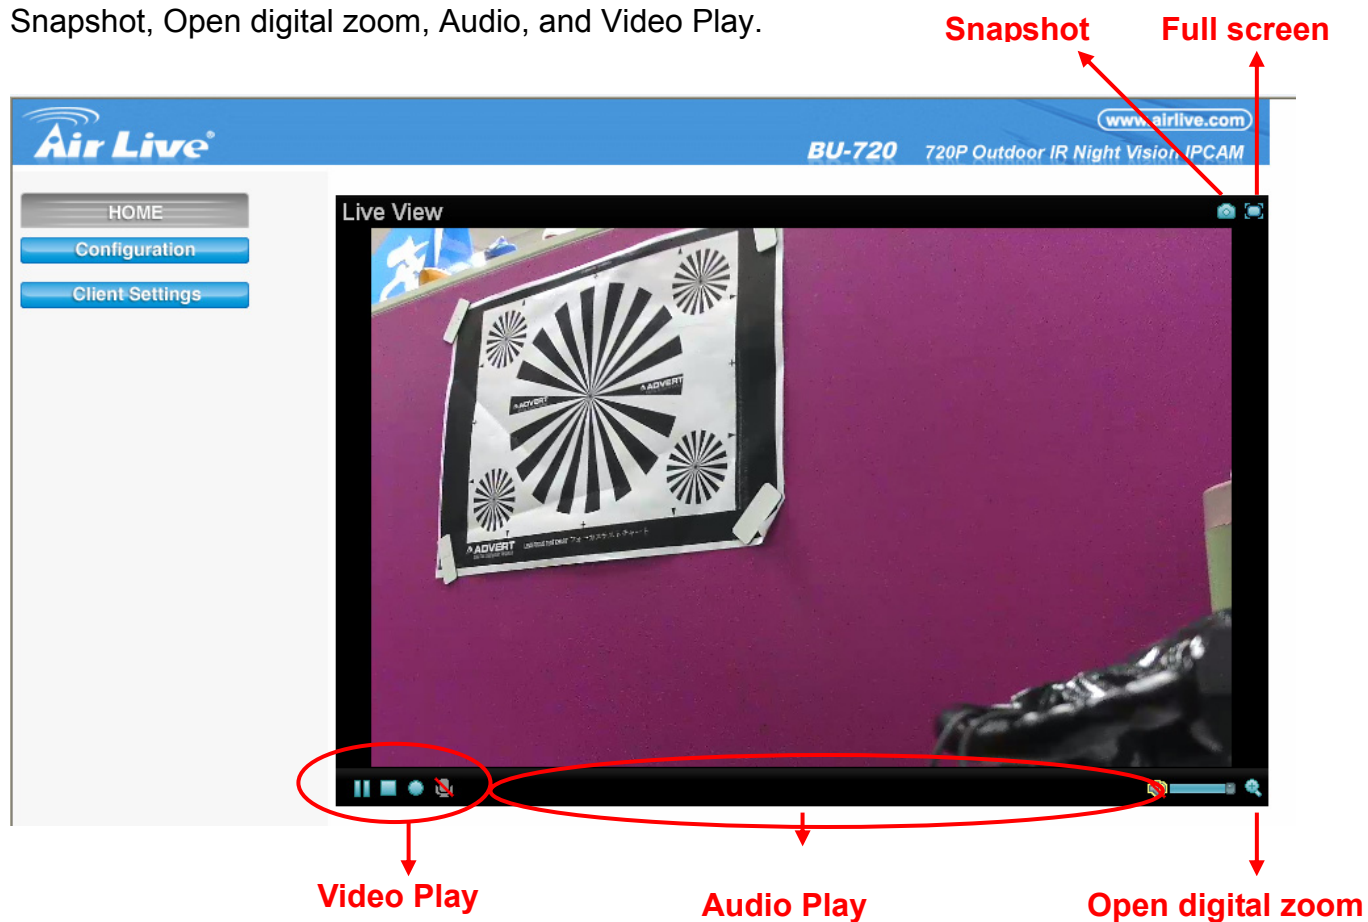 Snapshot, Open digital zoom, Audio, and Video Play.
Snapshot Full screen
Air Live®
www.airlive.com
BU-720 720P Outdoor IR Night Vision IPCAM
HOME
Configuration
Client Settings
Live View
ADVERT
ADVERT
ADVERT
Video Play
Audio Play
Open digital zoom